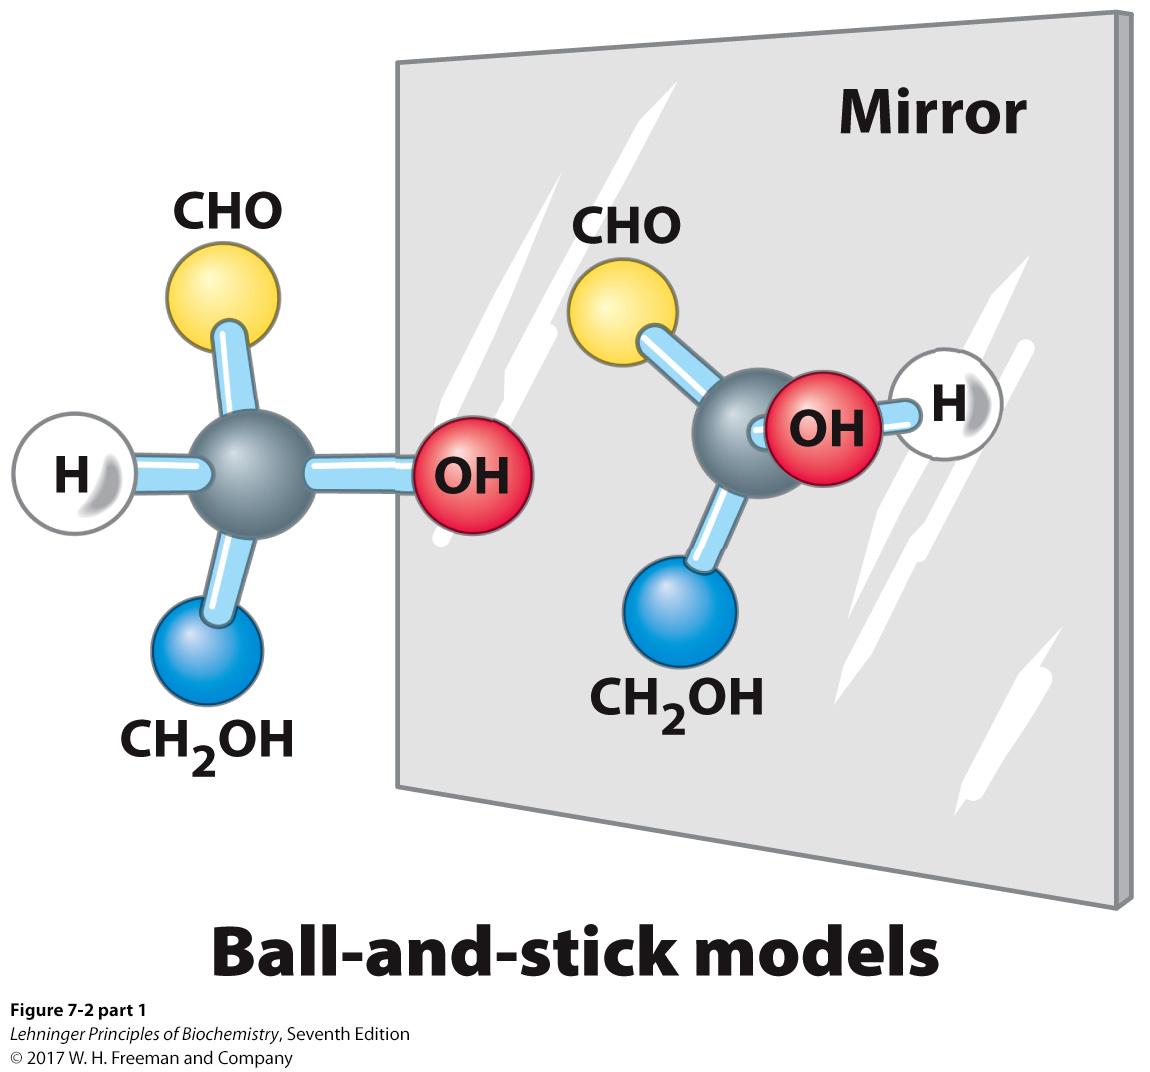 Mirror
CHO
H
OH
CH₂OH
CHO
OH
H
CH₂OH
Ball-and-stick models
Figure 7-2 part 1
Lehninger Principles of Biochemistry, Seventh Edition
© 2017 W. H. Freeman and Company